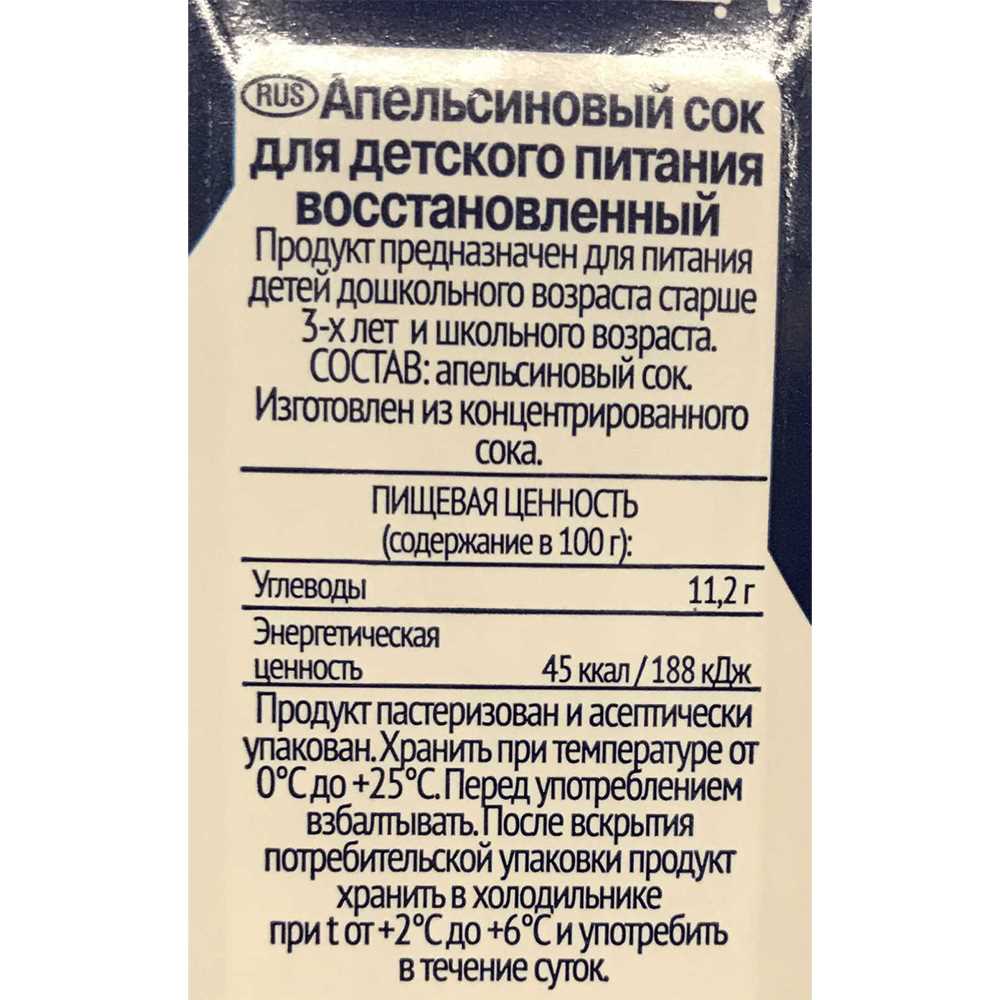 RUS Апельсиновый сок
для детского питания
восстановленный
Продукт предназначен для питания
детей дошкольного возраста старше
3-х лет и школьного возраста.
СОСТАВ: апельсиновый сок.
Изготовлен из концентрированного
сока.
ПИЩЕВАЯ ЦЕННОСТЬ
(содержание в 100 г):
Углеводы 11,2 г
Энергетическая
ценность 45 ккал / 188 кДж
Продукт пастеризован и асептически
упакован. Хранить при температуре от
0°С до +25°С. Перед употреблением
взбалтывать. После вскрытия
потребительской упаковки продукт
хранить в холодильнике
при t от +2°С до +6°С и употребить
в течение суток.